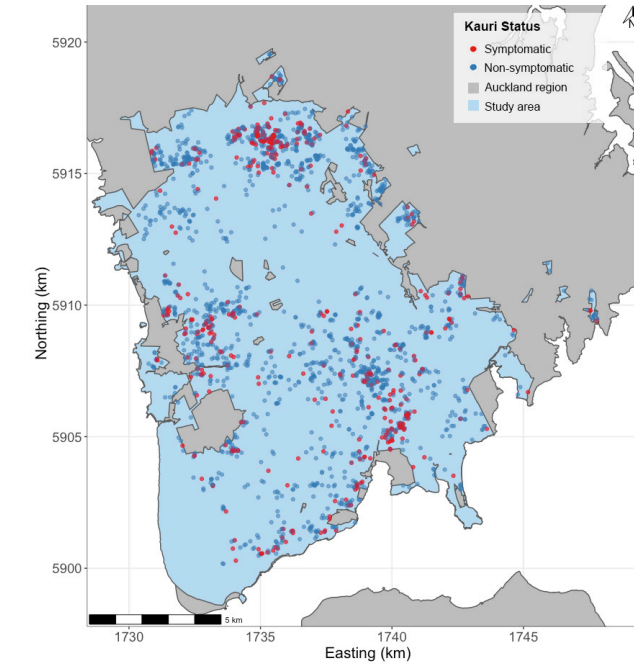 Kauri Status
Symptomatic
Non-symptomatic
Auckland region
Study area
N
5920
5915
5910
5905
5900
Northing (km)
5 km
1730 1735 1740 1745
Easting (km)